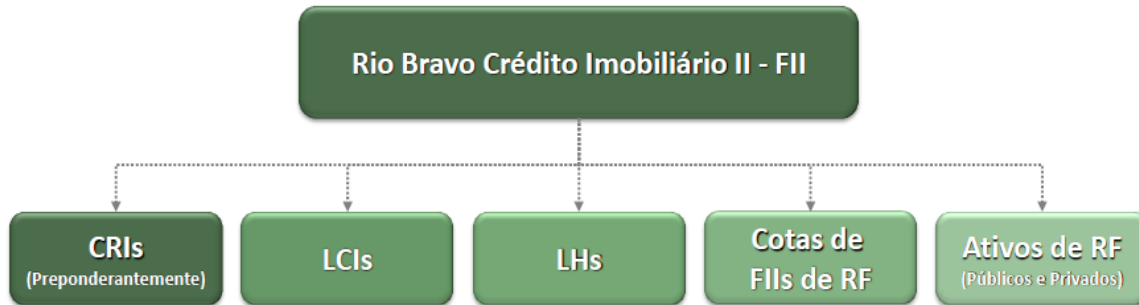 Rio Bravo Crédito Imobiliário II - FII
CRIs
(Preponderantemente)
LCIs
LHs
Cotas de
FIIs de RF
Ativos de RF
(Públicos e Privados)